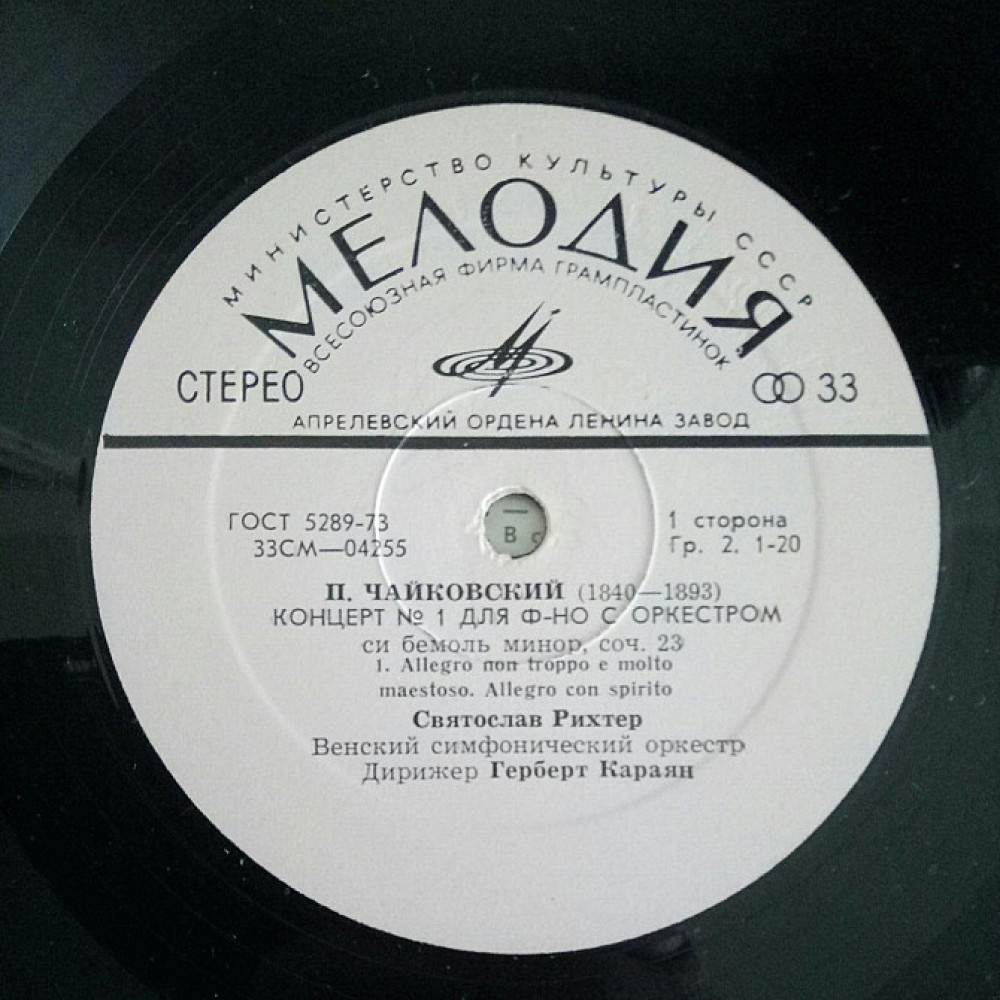 МИНИСТЕРСТВО КУЛЬТУРЫ СССР
МЕЛОДИЯ
ВСЕСОЮЗНАЯ ФИРМА ГРАМПЛАСТИНОК
СТЕРЕО
33
АПРЕЛЕВСКИЙ ОРДЕНА ЛЕНИНА ЗАВОД
ГОСТ 5289-73
1 сторона
33СМ—04255
Гр. 2. 1-20
П. ЧАЙКОВСКИЙ (1840—1893)
КОНЦЕРТ № 1 ДЛЯ Ф-НО С ОРКЕСТРОМ
си бемоль минор, соч. 23
1. Allegro non troppo e molto
maestoso. Allegro con spirito
Святослав Рихтер
Венский симфонический оркестр
Дирижер Герберт Караян